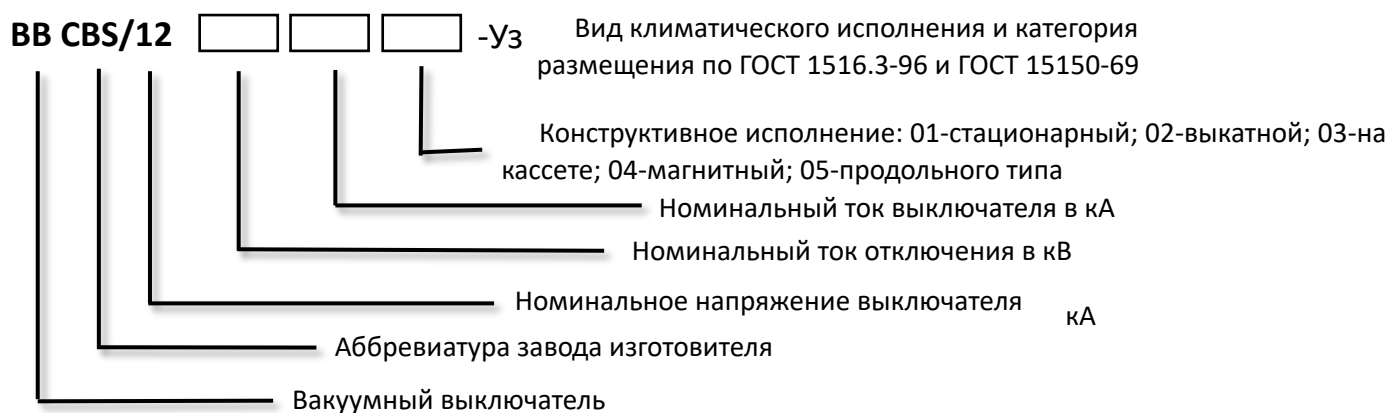 ВВ CBS/12 -Уз
Вид климатического исполнения и категория
размещения по ГОСТ 1516.3-96 и ГОСТ 15150-69
Конструктивное исполнение: 01-стационарный; 02-выкатной; 03-на
кассете; 04-магнитный; 05-продольного типа
Номинальный ток выключателя в кА
Номинальный ток отключения в кВ
Номинальное напряжение выключателя
кА
Аббревиатура завода изготовителя
Вакуумный выключатель